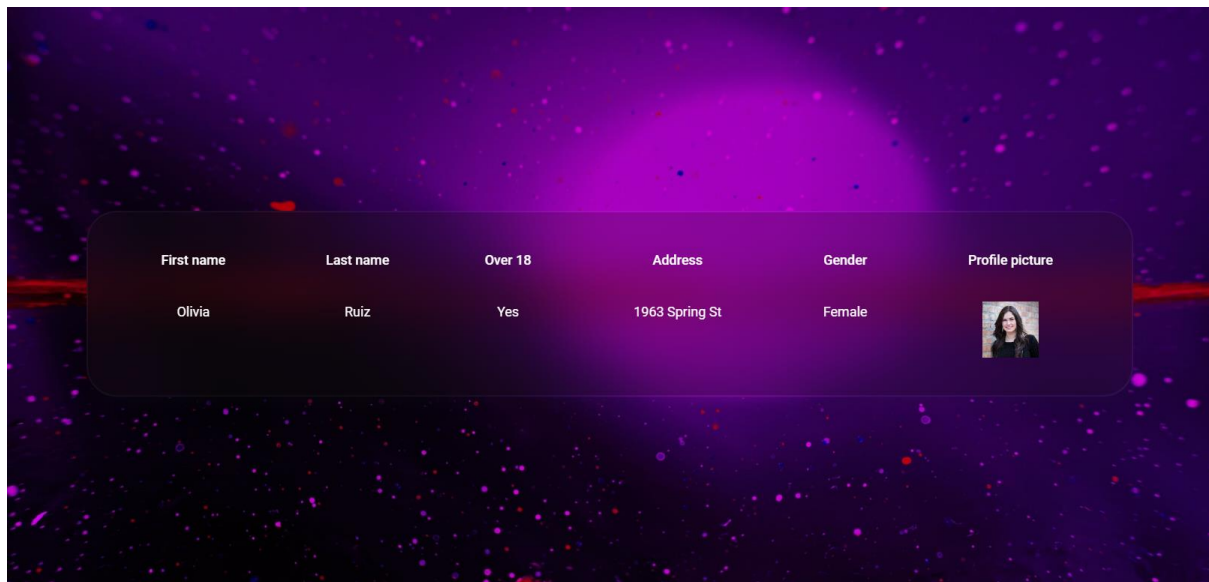 First name Last name Over 18 Address Gender Profile picture
Olivia Ruiz Yes 1963 Spring St Female